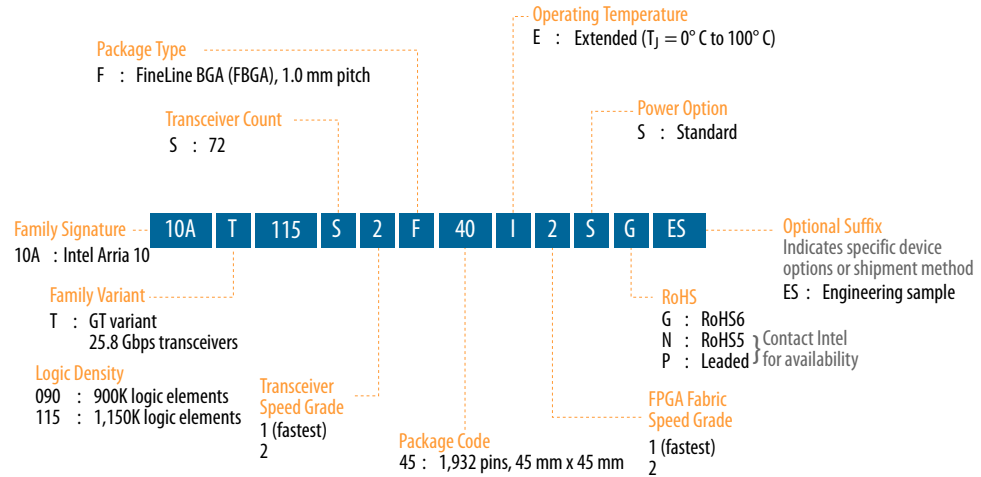 Operating Temperature
E : Extended (TJ = 0° C to 100° C)
Package Type
F : FineLine BGA (FBGA), 1.0 mm pitch
Transceiver Count
S : 72
Power Option
S : Standard
Family Signature
10A : Intel Arria 10
10A T 115 S 2 F 40 I 2 S G ES
Optional Suffix
Indicates specific device
options or shipment method
ES : Engineering sample
Family Variant
T : GT variant
25.8 Gbps transceivers
RoHS
G : RoHS6
N : RoHS5
P : Leaded
} Contact Intel
for availability
Logic Density
090 : 900K logic elements
115 : 1,150K logic elements
Transceiver
Speed Grade
1 (fastest)
2
Package Code
45 : 1,932 pins, 45 mm x 45 mm
FPGA Fabric
Speed Grade
1 (fastest)
2